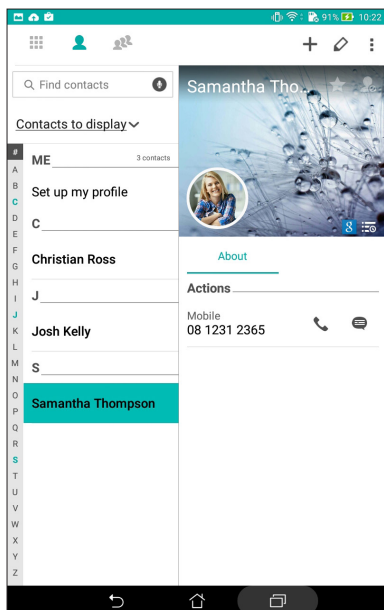 91% 10:22
Find contacts
Samantha Tho...
Contacts to display
ME 3 contacts
Set up my profile
C
Christian Ross
J
Josh Kelly
S
Samantha Thompson
#
A
B
C
D
E
F
G
H
I
J
K
L
M
N
O
P
Q
R
S
T
U
V
W
X
Y
Z
8
About
Actions
Mobile
08 1231 2365